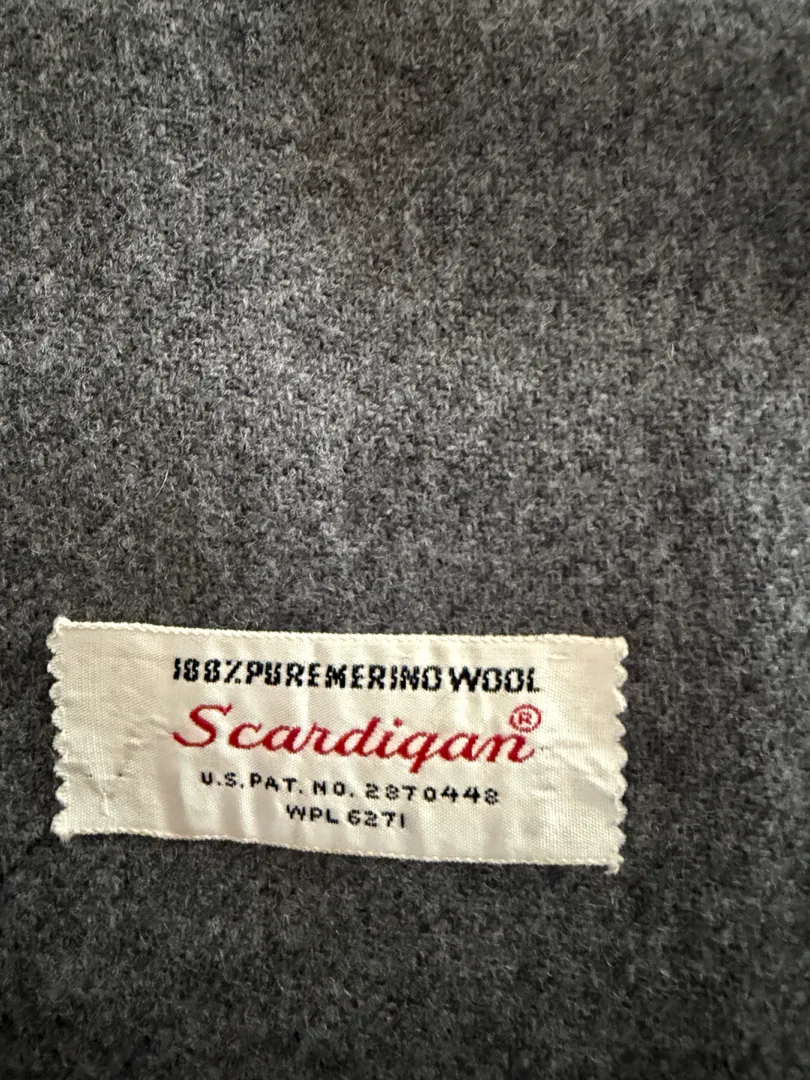 100% PURE MERINO WOOL
Scardigan®
U.S. PAT. NO. 2870448
WPL 6271